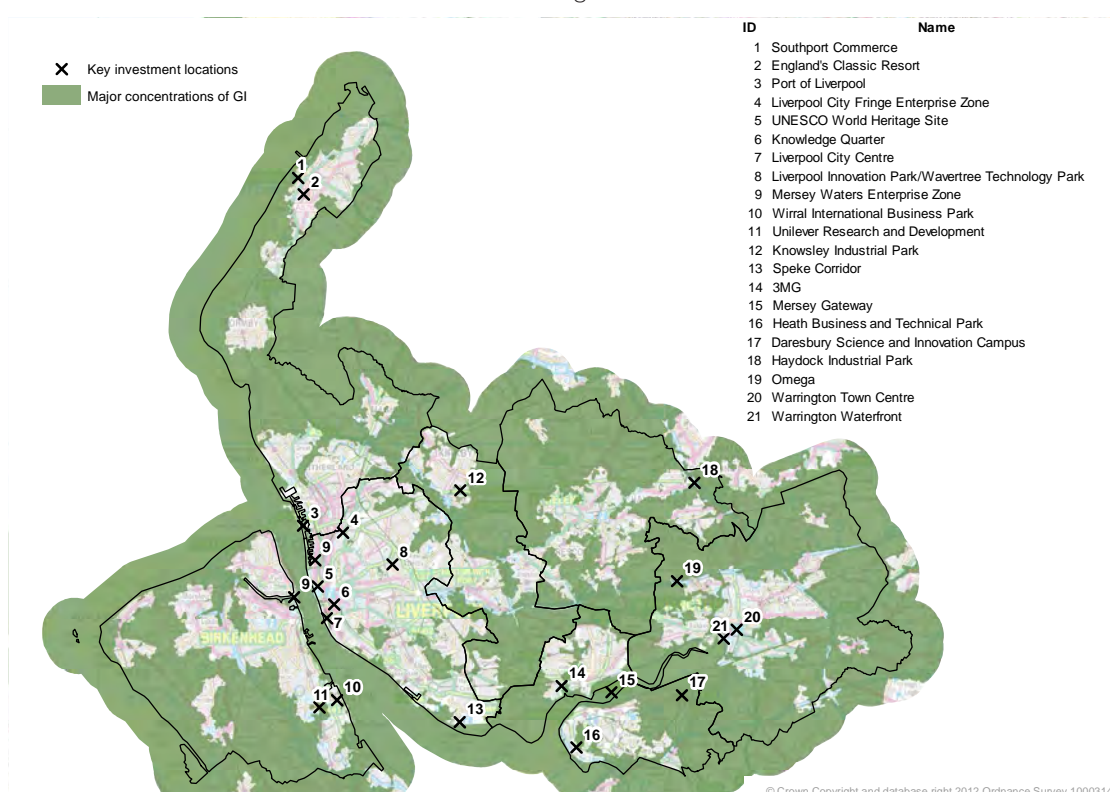 ID Name
Key investment locations
Major concentrations of GI
1 Southport Commerce
2 England's Classic Resort
3 Port of Liverpool
4 Liverpool City Fringe Enterprise Zone
5 UNESCO World Heritage Site
6 Knowledge Quarter
7 Liverpool City Centre
8 Liverpool Innovation Park/Wavertree Technology Park
9 Mersey Waters Enterprise Zone
10 Wirral International Business Park
11 Unilever Research and Development
12 Knowsley Industrial Park
13 Speke Corridor
14 3MG
15 Mersey Gateway
16 Heath Business and Technical Park
17 Daresbury Science and Innovation Campus
18 Haydock Industrial Park
19 Omega
20 Warrington Town Centre
21 Warrington Waterfront
1
2
18
12
3
4
9
8
19
5
9
6
7
20
21
BIRKENHEAD
14
15
17
10
11
13
16
© Crown Copyright and database right 2012 Ordnance Survey